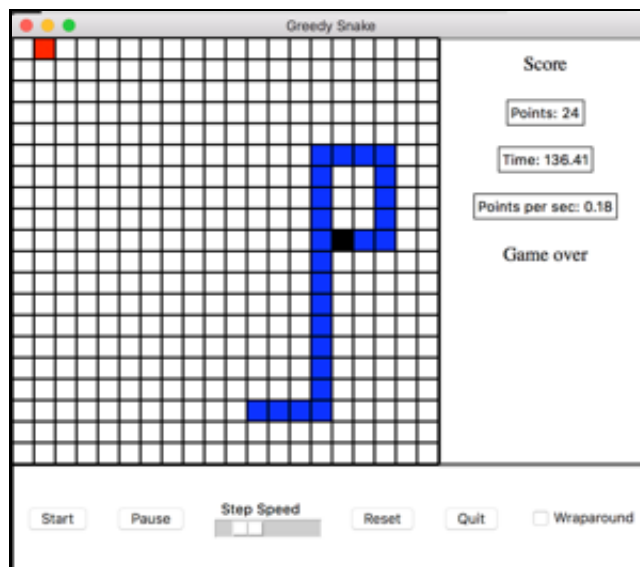 Greedy Snake
Score
Points: 24
Time: 136.41
Points per sec: 0.18
Game over
Step Speed
Start Pause Reset Quit Wraparound